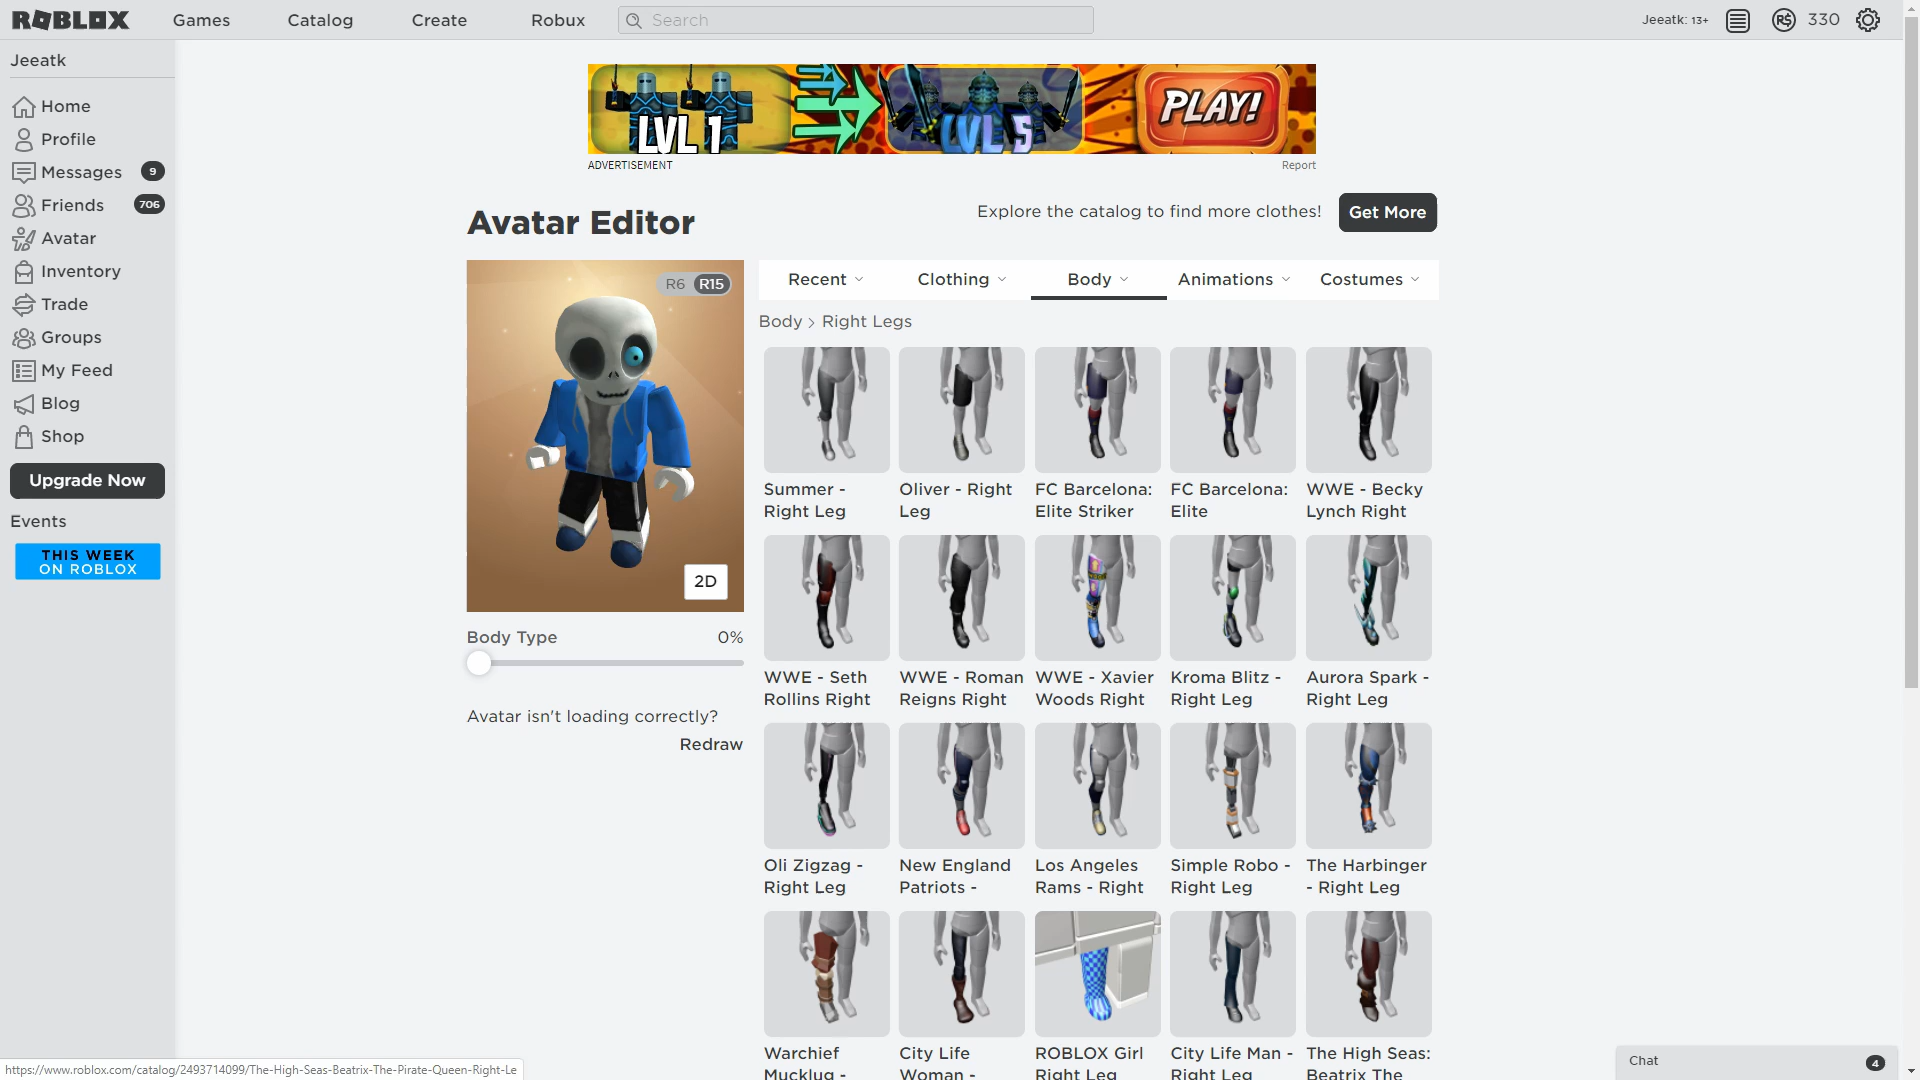 ROBLOX
Games
Catalog
Create
Robux
Search
Jeeatk: 13+
R$
330
Jeeatk
Home
Profile
Messages
9
Friends
706
Avatar
Inventory
Trade
Groups
My Feed
Blog
Shop
Upgrade Now
Events
THIS WEEK
ON ROBLOX
LVL 1
LVL 5
PLAY!
ADVERTISEMENT
Report
Avatar Editor
Explore the catalog to find more clothes!
Get More
R6
R15
2D
Body Type
0%
Avatar isn't loading correctly?
Redraw
Recent
Clothing
Body
Animations
Costumes
Body > Right Legs
Summer -
Right Leg
Oliver - Right
Leg
FC Barcelona:
Elite Striker
FC Barcelona:
Elite
WWE - Becky
Lynch Right
WWE - Seth
Rollins Right
WWE - Roman
Reigns Right
WWE - Xavier
Woods Right
Kroma Blitz -
Right Leg
Aurora Spark -
Right Leg
Oli Zigzag -
Right Leg
New England
Patriots -
Los Angeles
Rams - Right
Simple Robo -
Right Leg
The Harbinger
- Right Leg
Warchief
Mucklug -
City Life
Woman -
ROBLOX Girl
Right Leg
City Life Man -
Right Leg
The High Seas:
Beatrix The
Chat
4
https://www.roblox.com/catalog/2493714099/The-High-Seas-Beatrix-The-Pirate-Queen-Right-Le